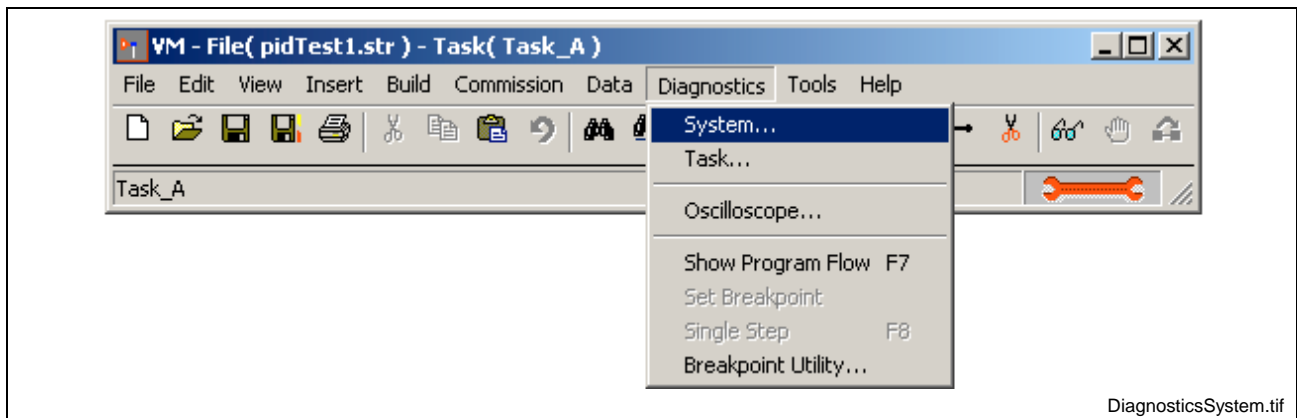 VM - File( pidTest1.str ) - Task( Task_A )
File Edit View Insert Build Commission Data Diagnostics Tools Help
System...
Task...
Task_A
Oscilloscope...
Show Program Flow F7
Set Breakpoint
Single Step F8
Breakpoint Utility...
DiagnosticsSystem.tif